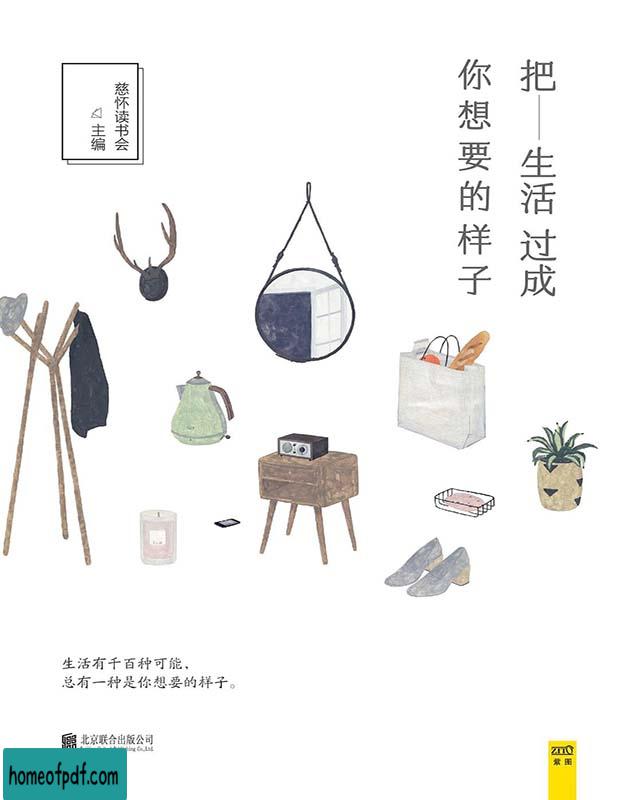 把——生活过成
你想要的样子
慈怀读书会
主编
生活有千百种可能，
总有一种是你想要的样子。
北京联合出版公司
homeofpdf.com
ZITO
紫图